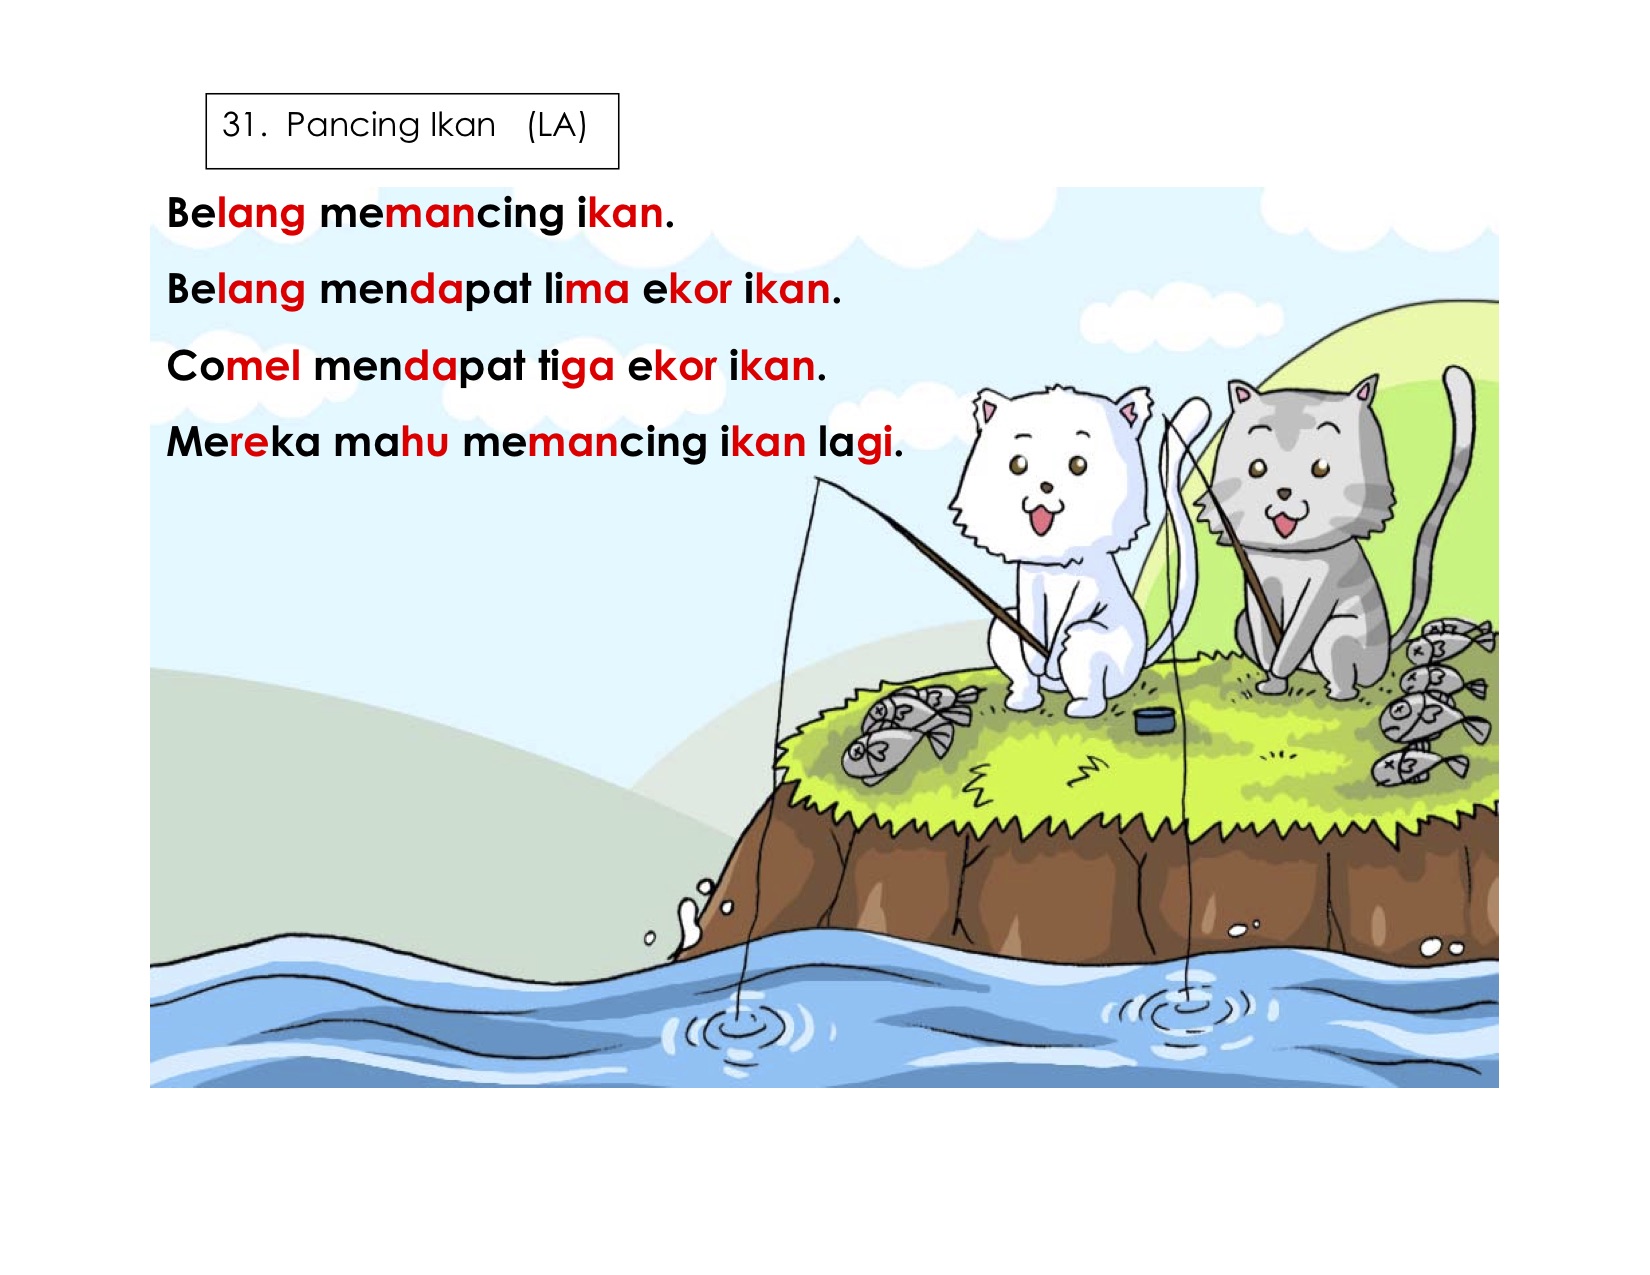 31. Pancing Ikan (LA)
Belang memancing ikan.
Belang mendapat lima ekor ikan.
Comel mendapat tiga ekor ikan.
Mereka mahu memancing ikan lagi.